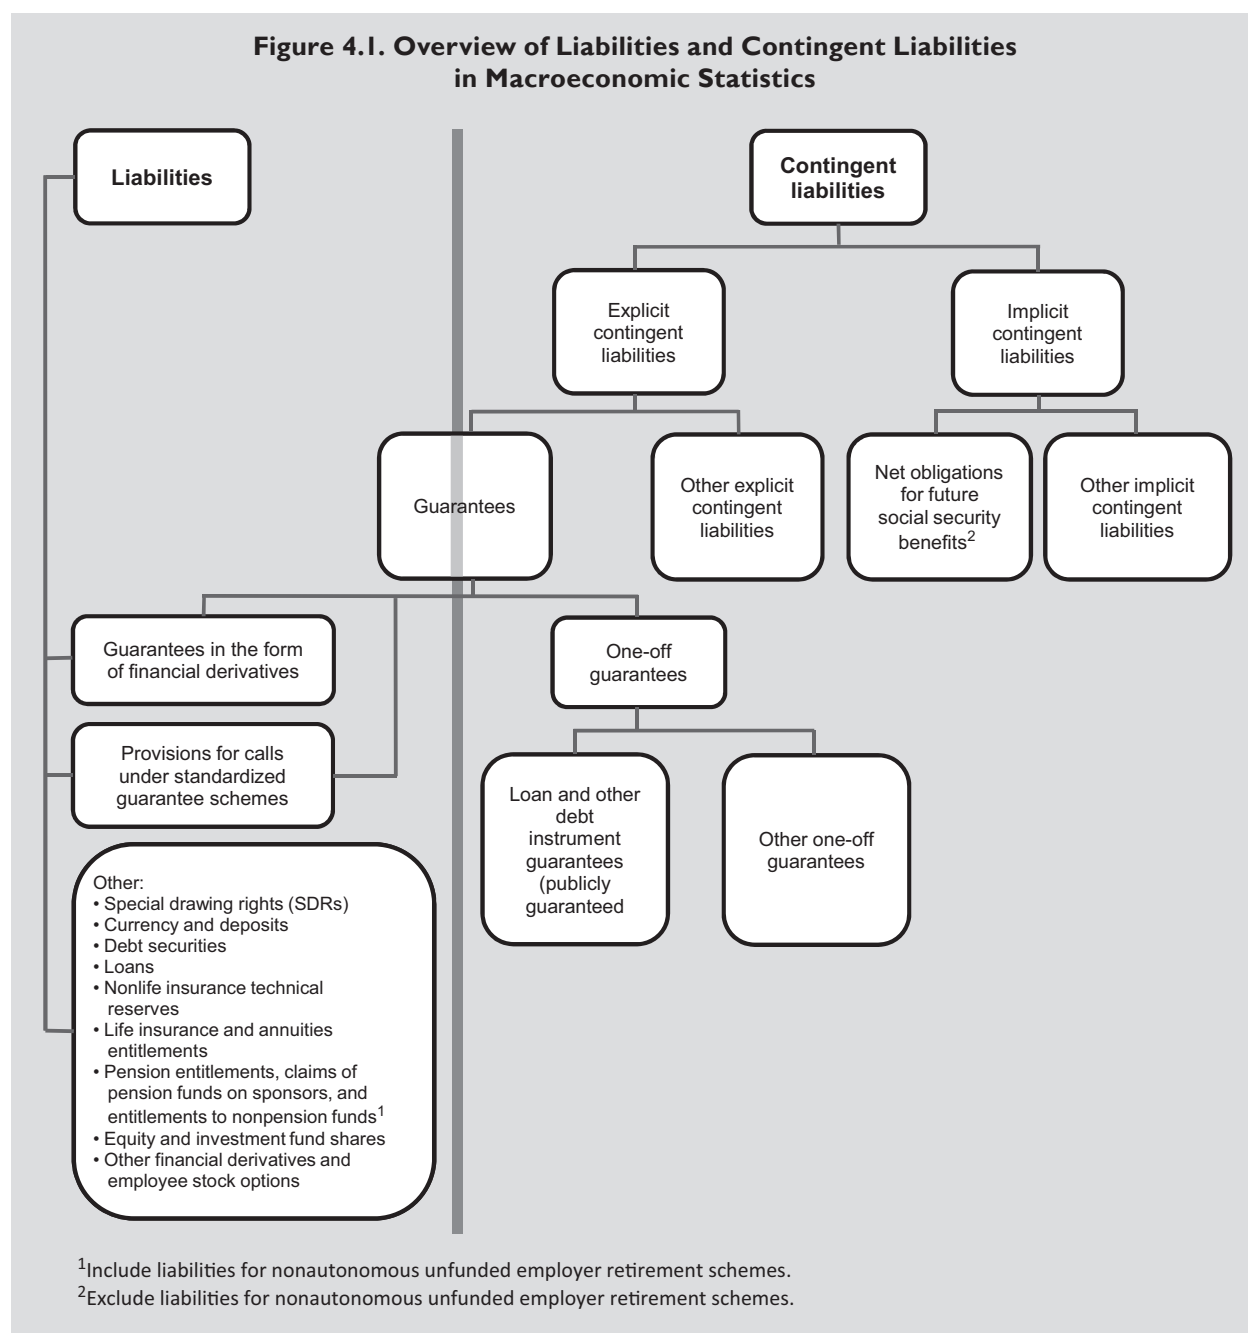 Figure 4.1. Overview of Liabilities and Contingent Liabilities
in Macroeconomic Statistics
Liabilities
Contingent
liabilities
Explicit
contingent
liabilities
Implicit
contingent
liabilities
Guarantees
Other explicit
contingent
liabilities
Net obligations
for future
social security
benefits2
Other implicit
contingent
liabilities
Guarantees in the form
of financial derivatives
One-off
guarantees
Provisions for calls
under standardized
guarantee schemes
Loan and other
debt
instrument
guarantees
(publicly
guaranteed
Other one-off
guarantees
Other:
• Special drawing rights (SDRs)
• Currency and deposits
• Debt securities
• Loans
• Nonlife insurance technical
reserves
• Life insurance and annuities
entitlements
• Pension entitlements, claims of
pension funds on sponsors, and
entitlements to nonpension funds1
• Equity and investment fund shares
• Other financial derivatives and
employee stock options
1Include liabilities for nonautonomous unfunded employer retirement schemes.
2Exclude liabilities for nonautonomous unfunded employer retirement schemes.